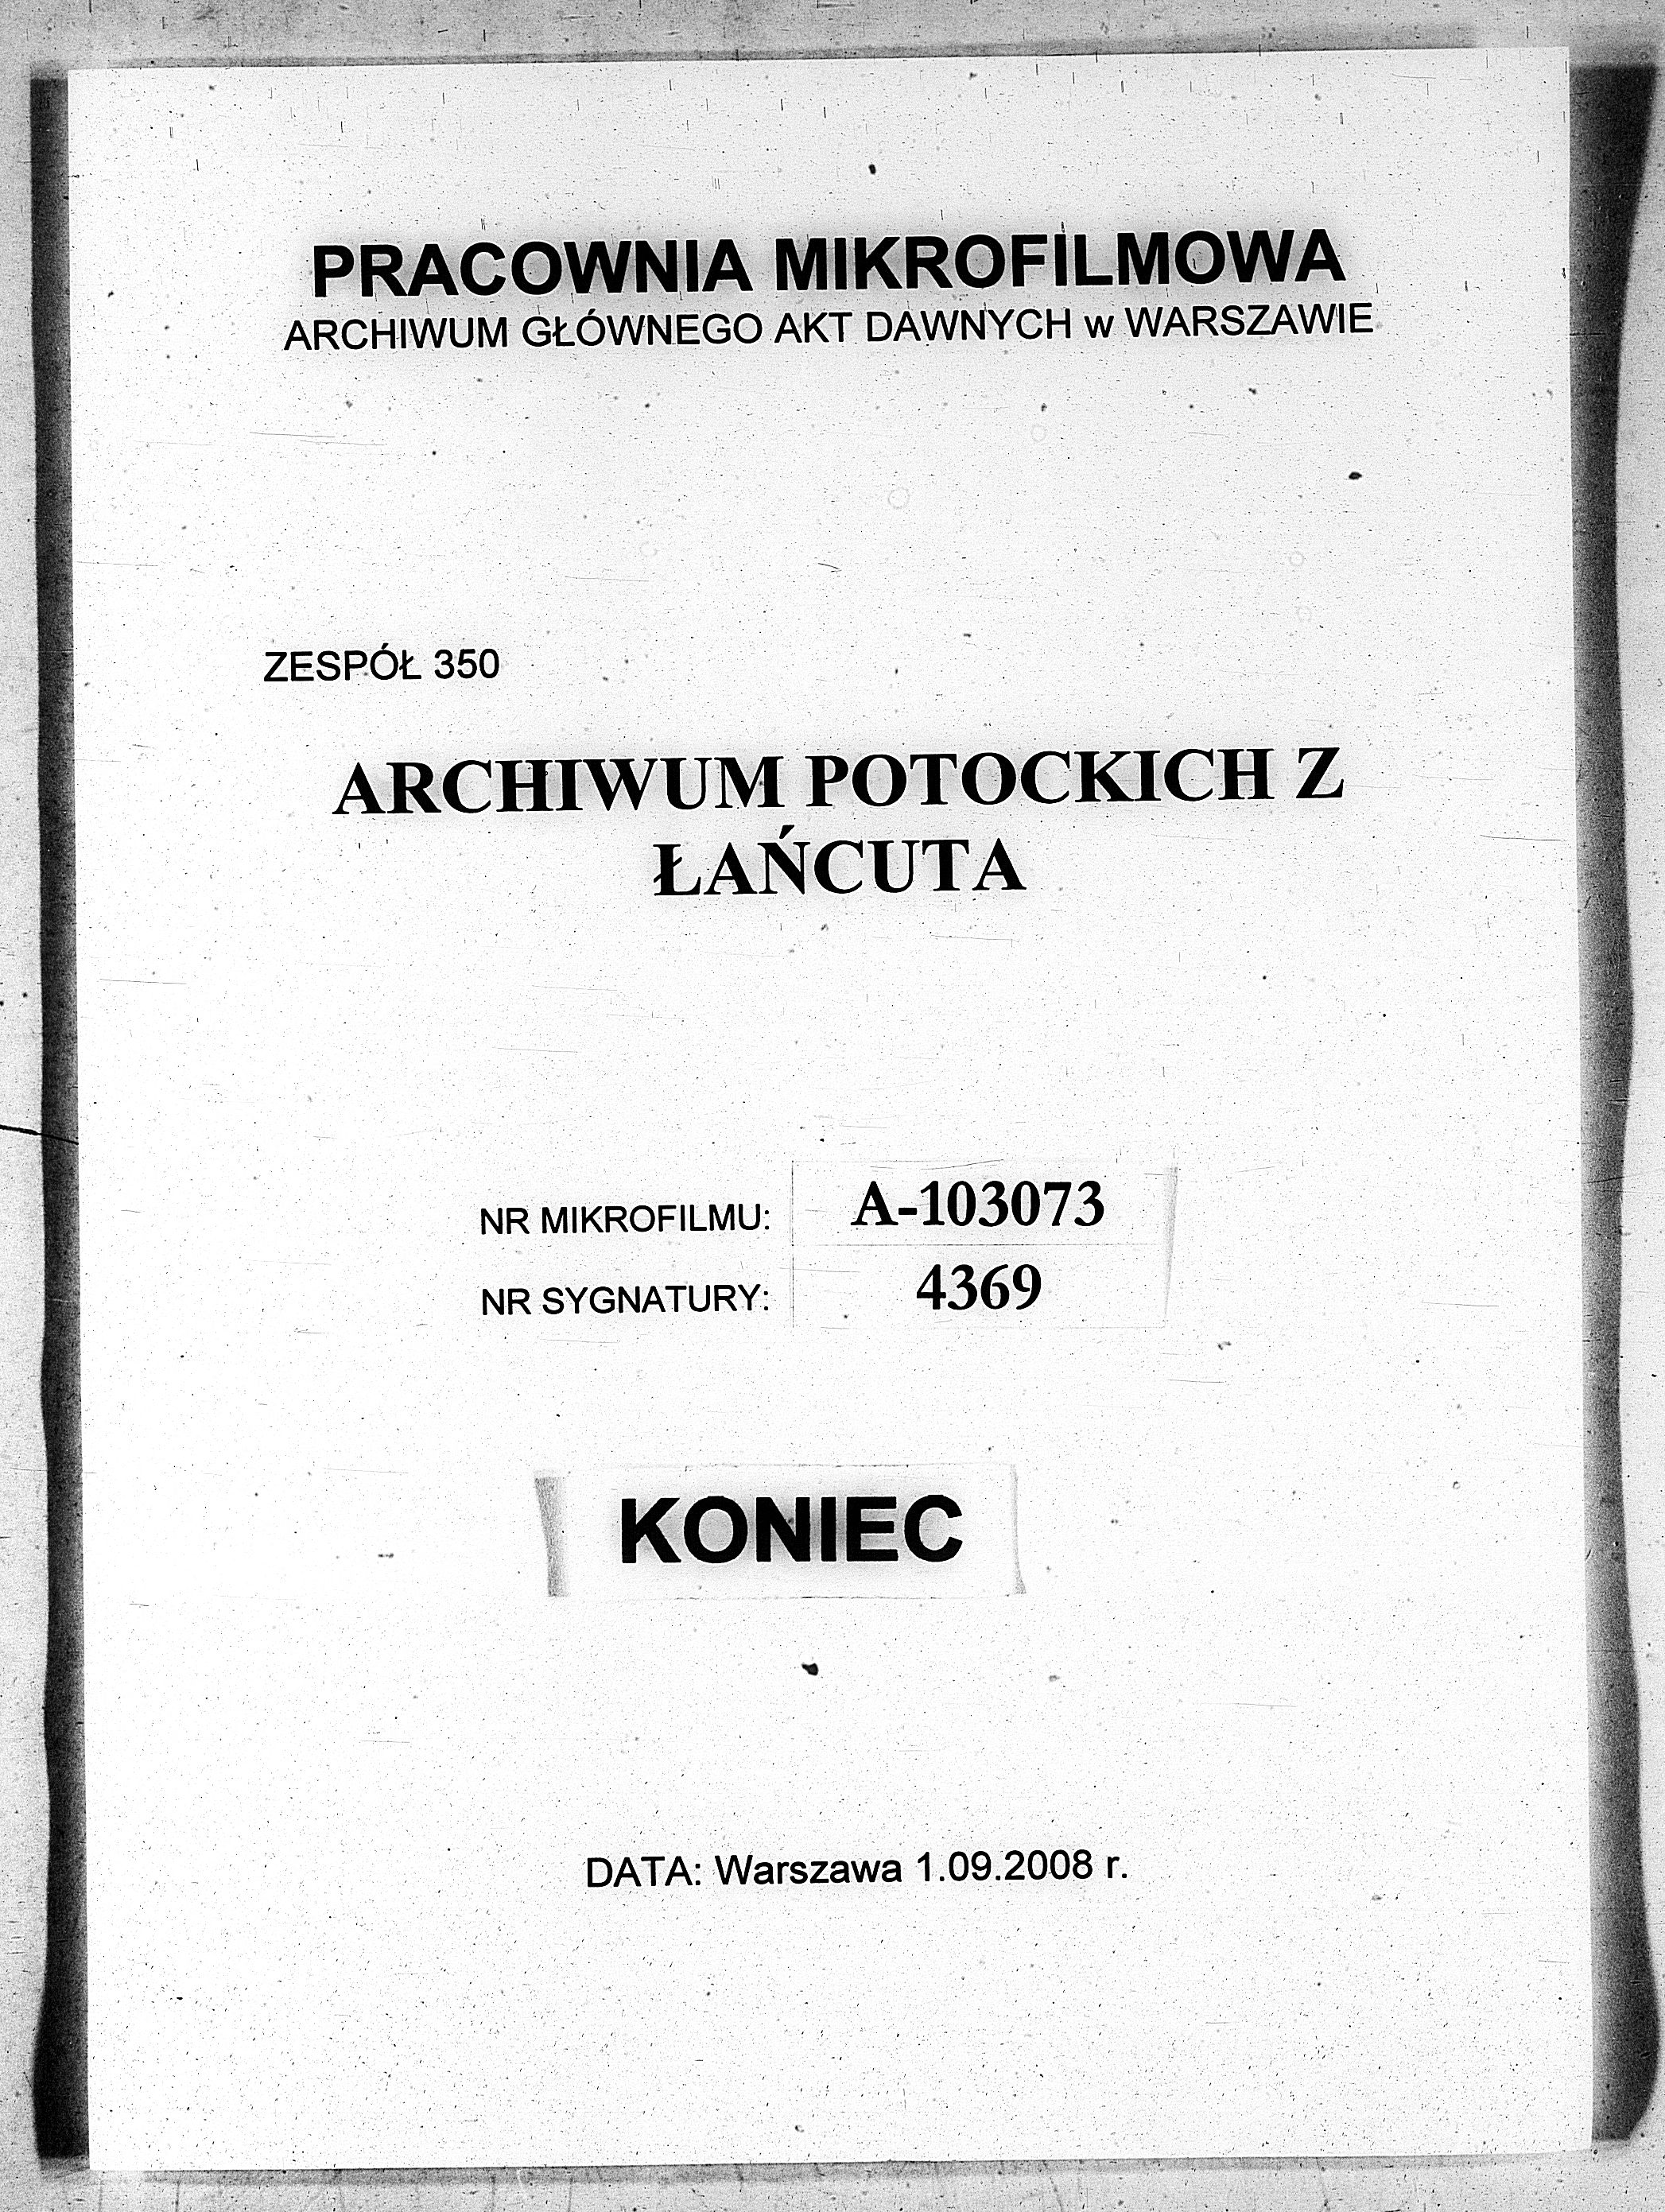 PRACOWNIA MIKROFILMOWA
ARCHIWUM GŁÓWNEGO AKT DAWNYCH w WARSZAWIE
ZESPÓŁ 350
ARCHIWUM POTOCKICH Z
ŁAŃCUTA
NR MIKROFILMU: A-103073
NR SYGNATURY: 4369
KONIEC
DATA: Warszawa 1.09.2008 r.